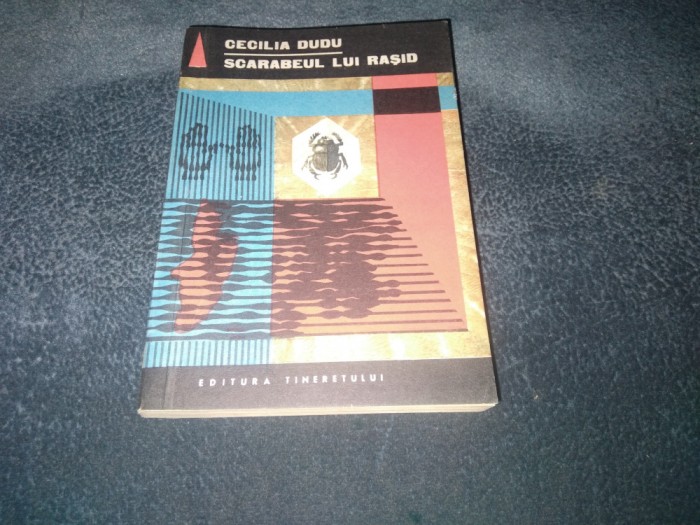 CECILIA DUDU
SCARABEUL LUI RAȘID
EDITURA TINERETULUI